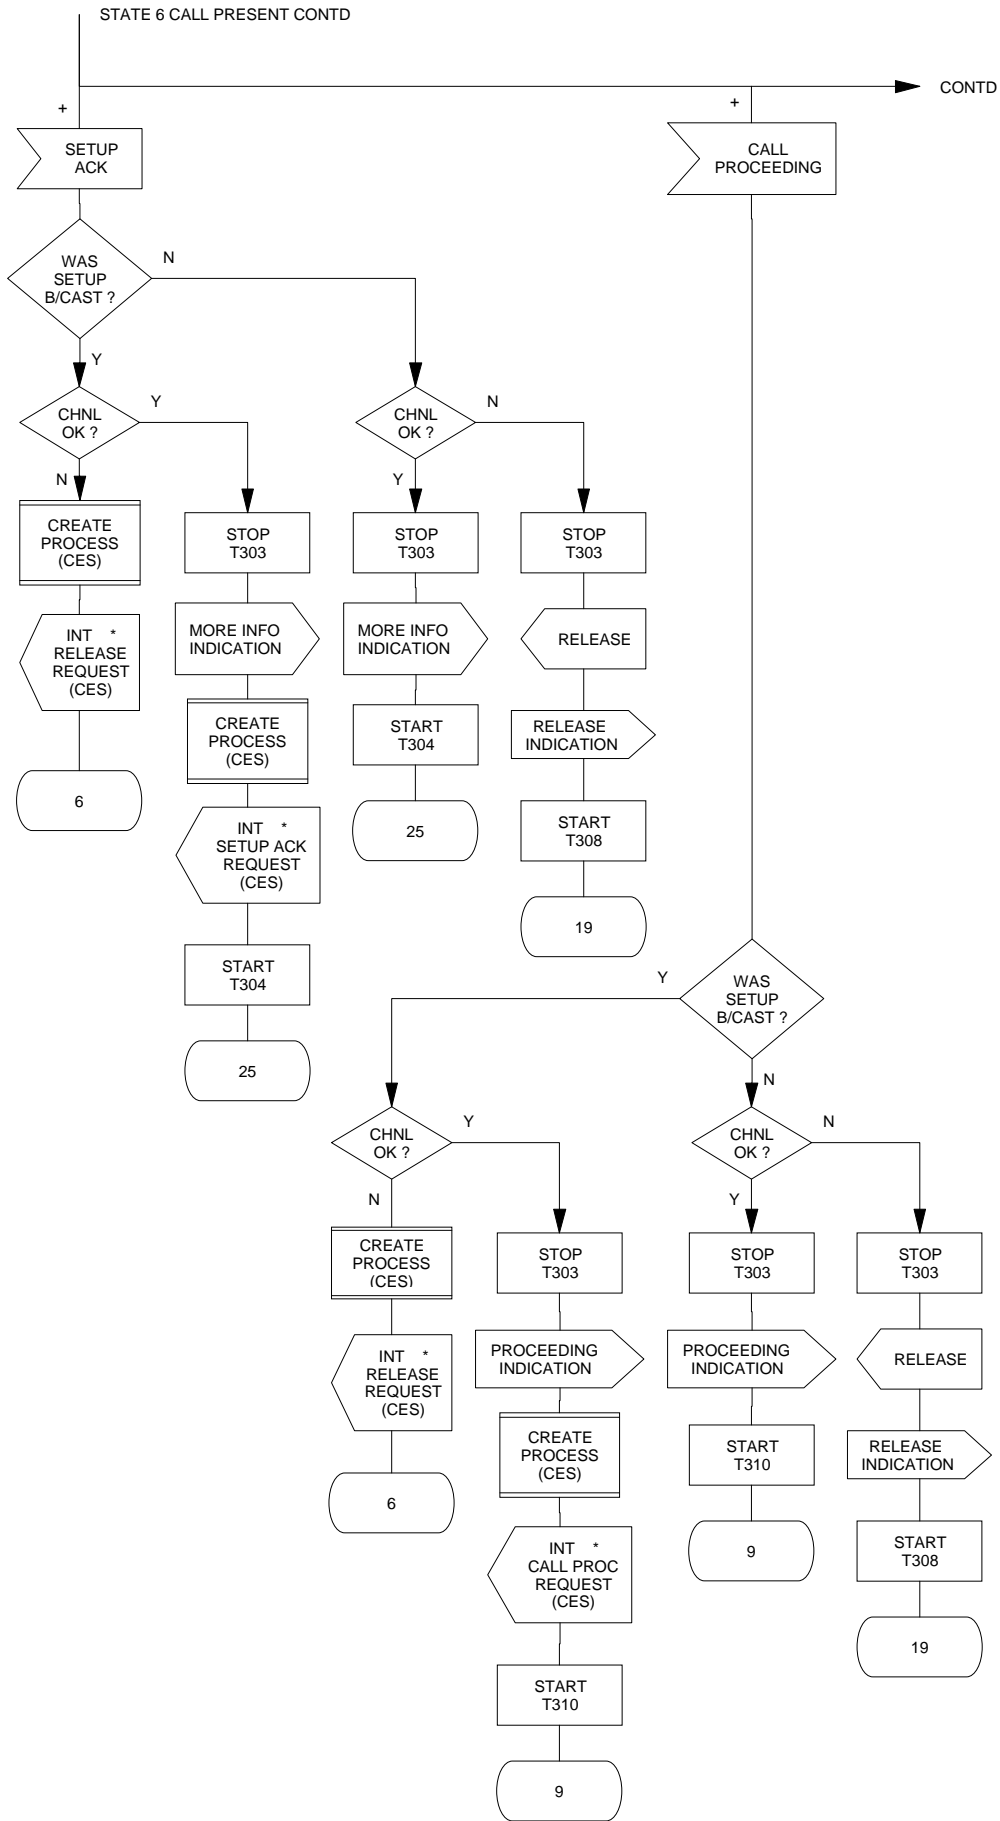 STATE 6 CALL PRESENT CONTD
CONTD
+
+
SETUP
ACK
CALL
PROCEEDING
WAS
SETUP
B/CAST ?
N
Y
CHNL
OK ?
Y
N
CHNL
OK ?
N
Y
CREATE
PROCESS
(CES)
INT *
RELEASE
REQUEST
(CES)
6
STOP
T303
MORE INFO
INDICATION
CREATE
PROCESS
(CES)
INT *
SETUP ACK
REQUEST
(CES)
START
T304
25
STOP
T303
MORE INFO
INDICATION
START
T304
25
STOP
T303
RELEASE
RELEASE
INDICATION
START
T308
19
WAS
SETUP
B/CAST ?
Y
N
CHNL
OK ?
Y
N
CHNL
OK ?
N
Y
CREATE
PROCESS
(CES)
INT *
RELEASE
REQUEST
(CES)
6
STOP
T303
PROCEEDING
INDICATION
CREATE
PROCESS
(CES)
INT *
CALL PROC
REQUEST
(CES)
START
T310
9
STOP
T303
PROCEEDING
INDICATION
START
T310
9
STOP
T303
RELEASE
RELEASE
INDICATION
START
T308
19